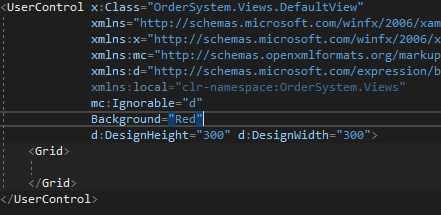 <UserControl x:Class="OrderSystem.Views.DefaultView"
xmlns="http://schemas.microsoft.com/winfx/2006/xam
xmlns:x="http://schemas.microsoft.com/winfx/2006/x
xmlns:mc="http://schemas.openxmlformats.org/markup
xmlns:d="http://schemas.microsoft.com/expression/b
xmlns:local="clr-namespace:OrderSystem.Views"
mc:Ignorable="d"
Background="Red"
d:DesignHeight="300" d:DesignWidth="300">
<Grid>
</Grid>
</UserControl>